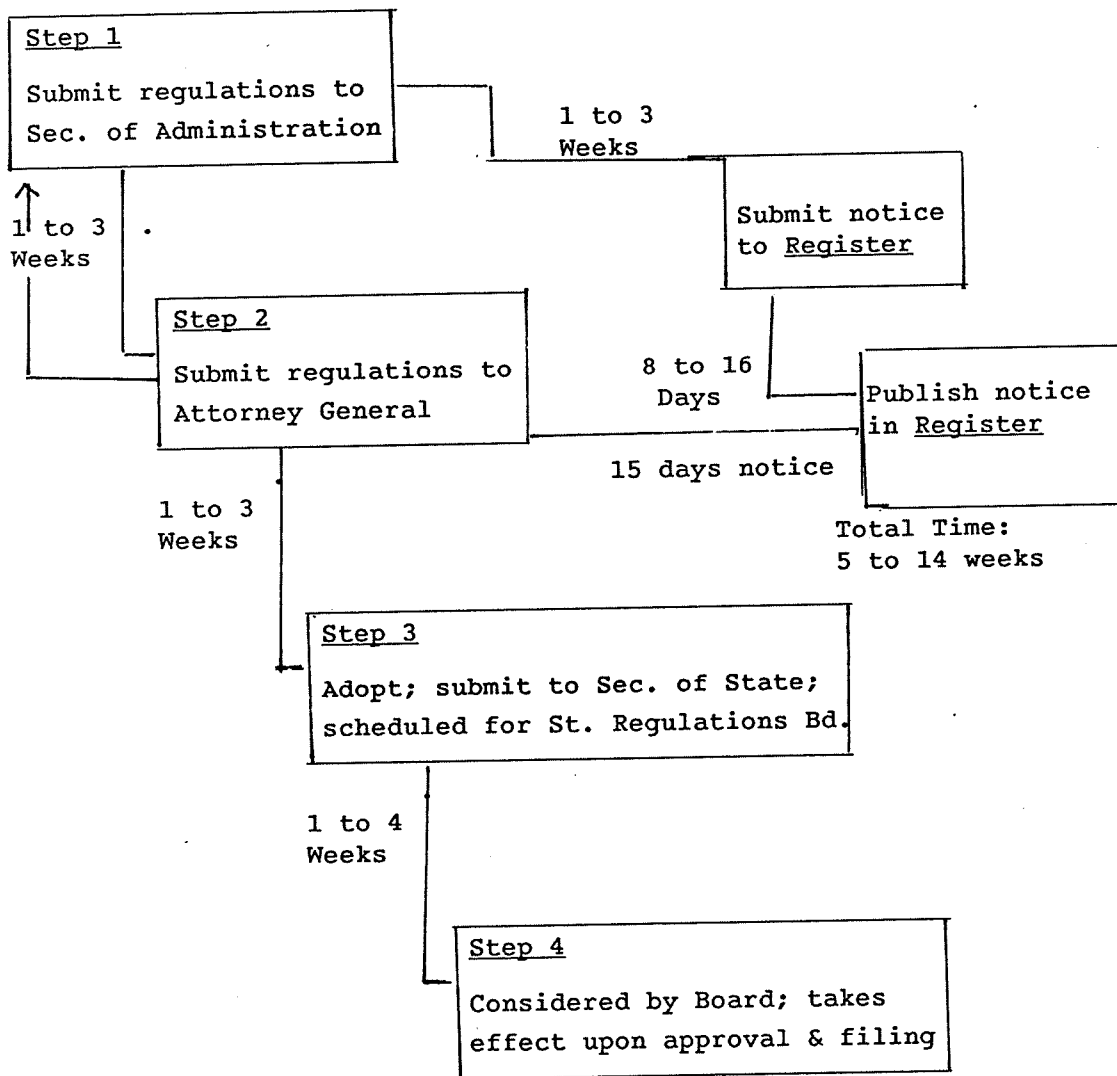 Step 1
Submit regulations to
Sec. of Administration
1 to 3
Weeks
Submit notice
to Register
1 to 3
Weeks
Step 2
Submit regulations to
Attorney General
8 to 16
Days
Publish notice
in Register
15 days notice
Total Time:
5 to 14 weeks
1 to 3
Weeks
Step 3
Adopt; submit to Sec. of State;
scheduled for St. Regulations Bd.
1 to 4
Weeks
Step 4
Considered by Board; takes
effect upon approval & filing